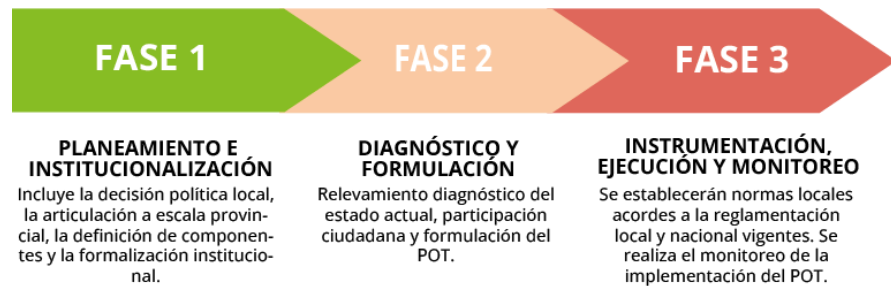 FASE 1
PLANEAMIENTO E
INSTITUCIONALIZACIÓN
Incluye la decisión política local,
la articulación a escala provin-
cial, la definición de componen-
tes y la formalización institucio-
nal.
FASE 2
DIAGNÓSTICO Y
FORMULACIÓN
Relevamiento diagnóstico del
estado actual, participación
ciudadana y formulación del
POT.
FASE 3
INSTRUMENTACIÓN,
EJECUCIÓN Y MONITOREO
Se establecerán normas locales
acordes a la reglamentación
local y nacional vigentes. Se
realiza el monitoreo de la
implementación del POT.